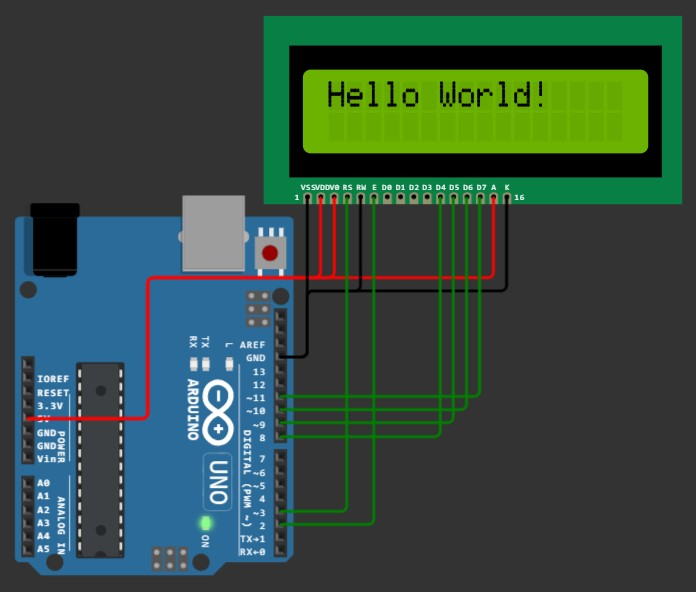 Hello World!
VSS VDD V0 RS RW E D0 D1 D2 D3 D4 D5 D6 D7 A K
1 16
RX TX L
AREF
GND
13
12
~11
~10
~9
8
7
~6
~5
4
~3
2
TX→1
RX←0
DIGITAL (PWM ~)
ARDUINO
UNO
ON
IOREF
RESET
3.3V
5V
GND
GND
Vin
POWER
A0
A1
A2
A3
A4
A5
ANALOG IN